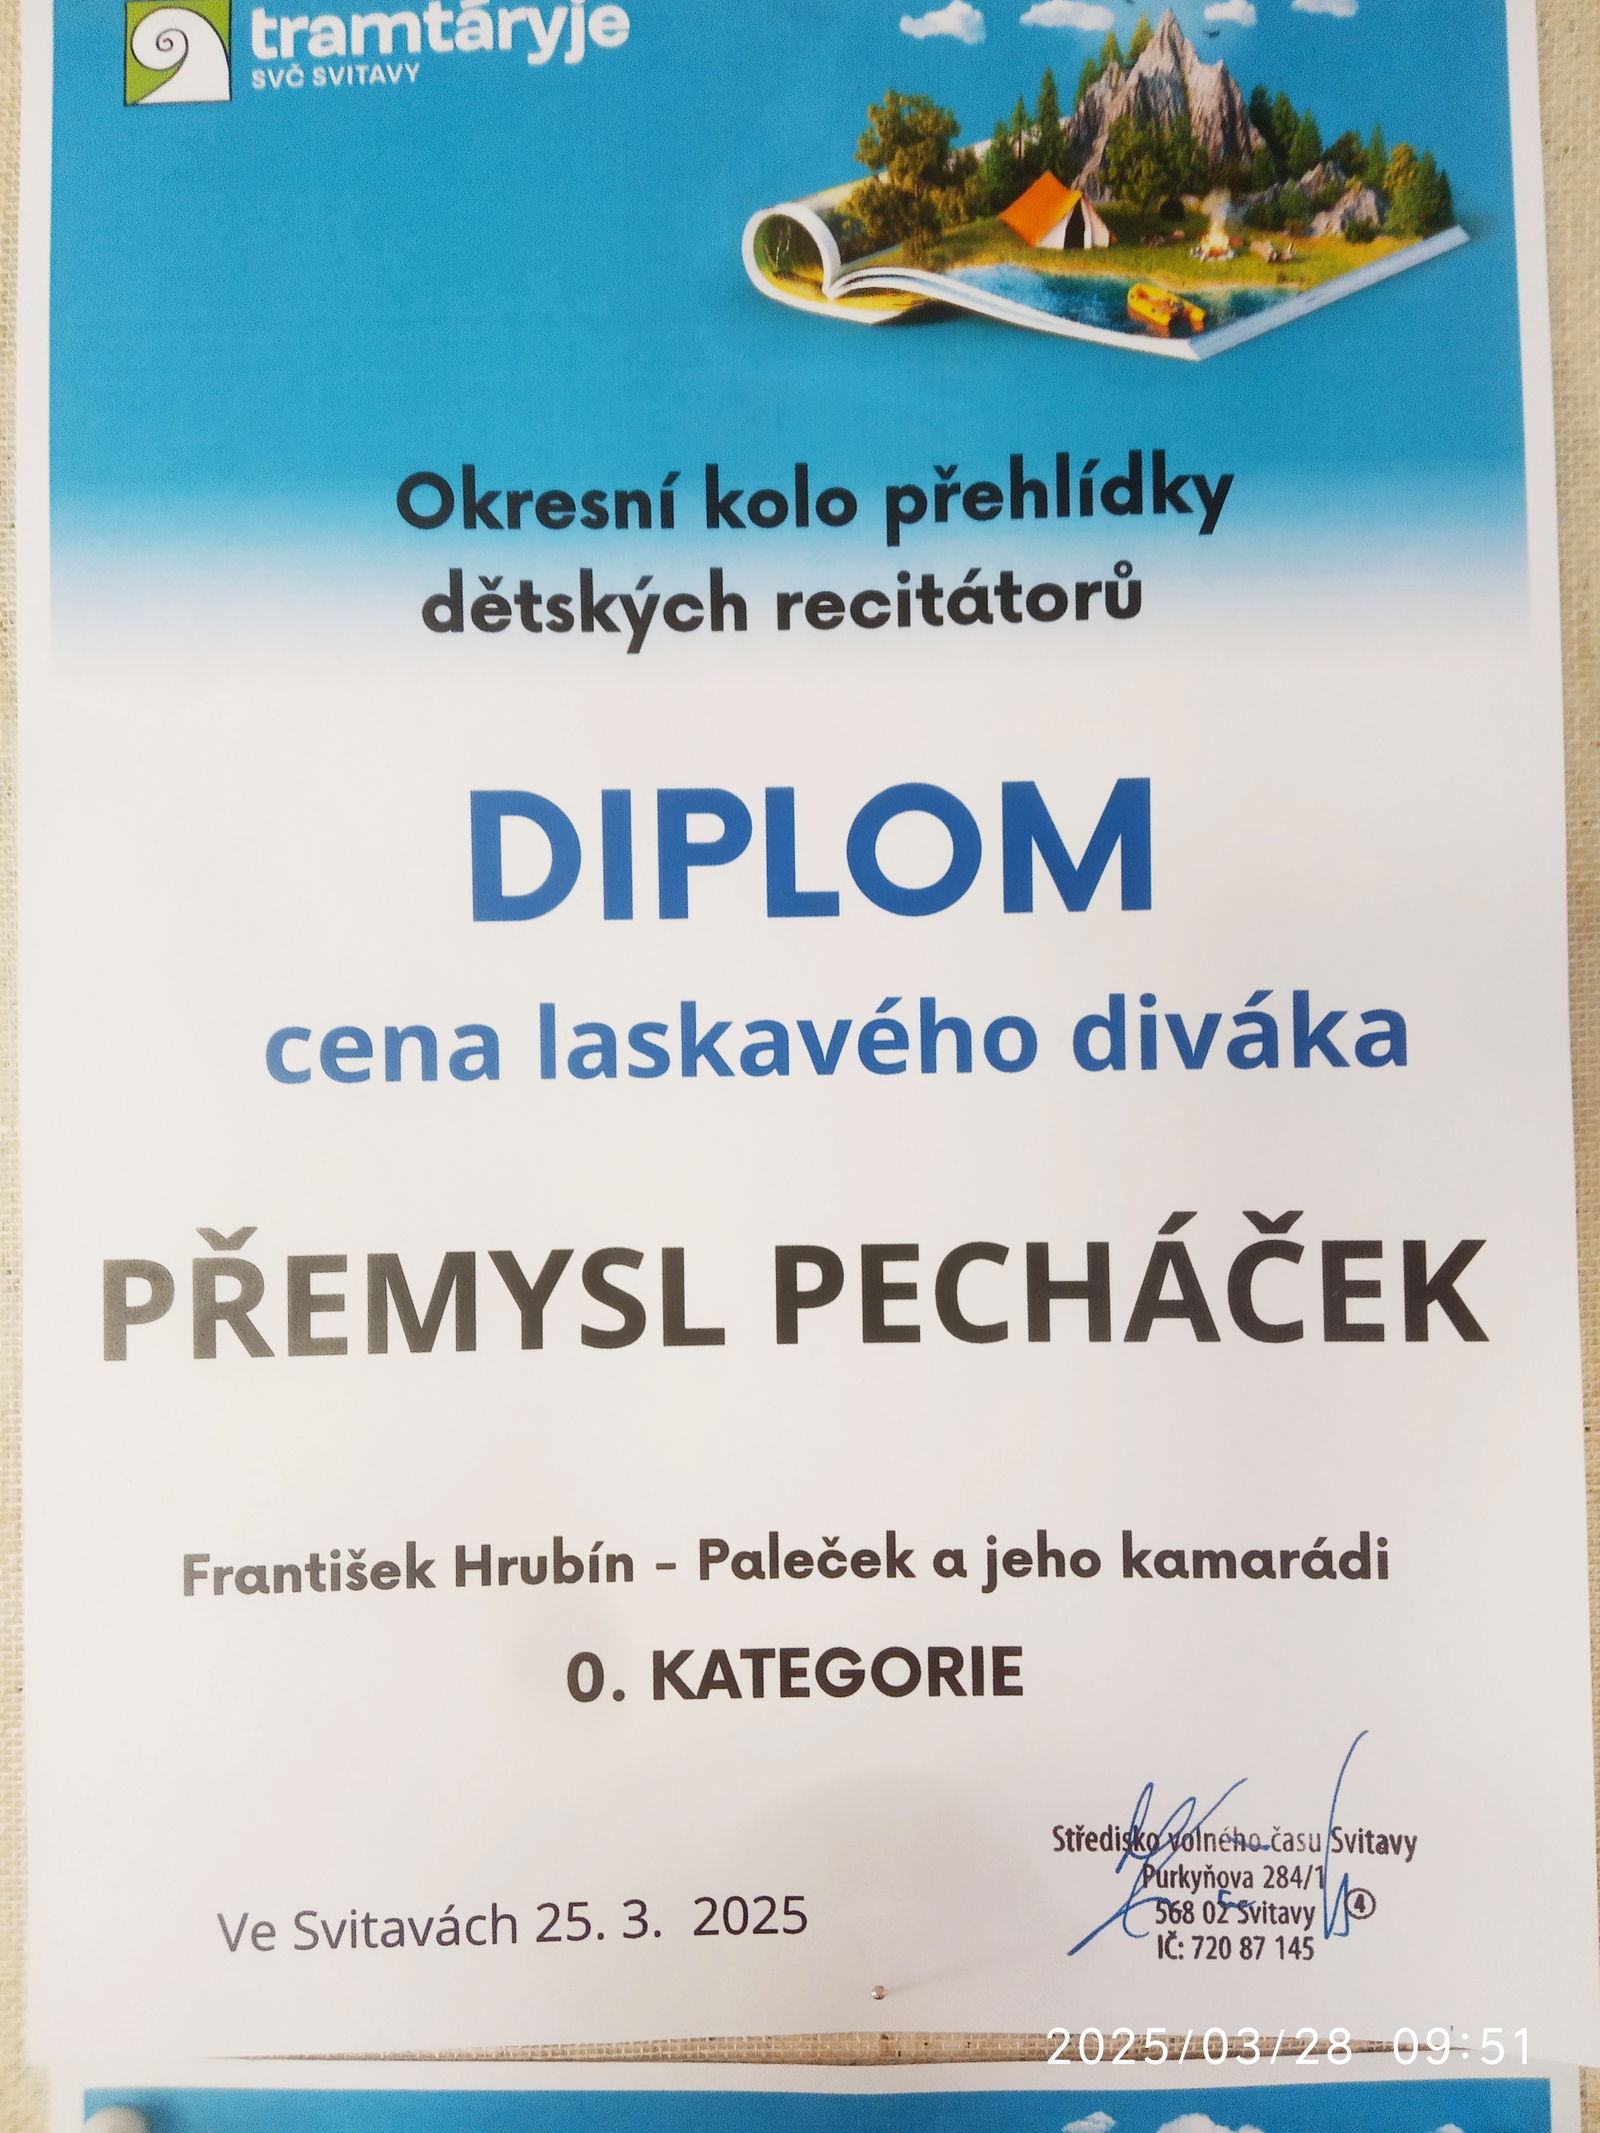 tramtáryje
SVČ SVITAVY
Okresní kolo přehlídky
dětských recitátorů
DIPLOM
cena laskavého diváka
PŘEMYSL PECHÁČEK
František Hrubín - Paleček a jeho kamarádi
0. KATEGORIE
Středisko volného času Svitavy
Purkyňova 284/1
568 02 Svitavy
4
IČ: 720 87 145
Ve Svitavách 25. 3. 2025
2025/03/28 09:51